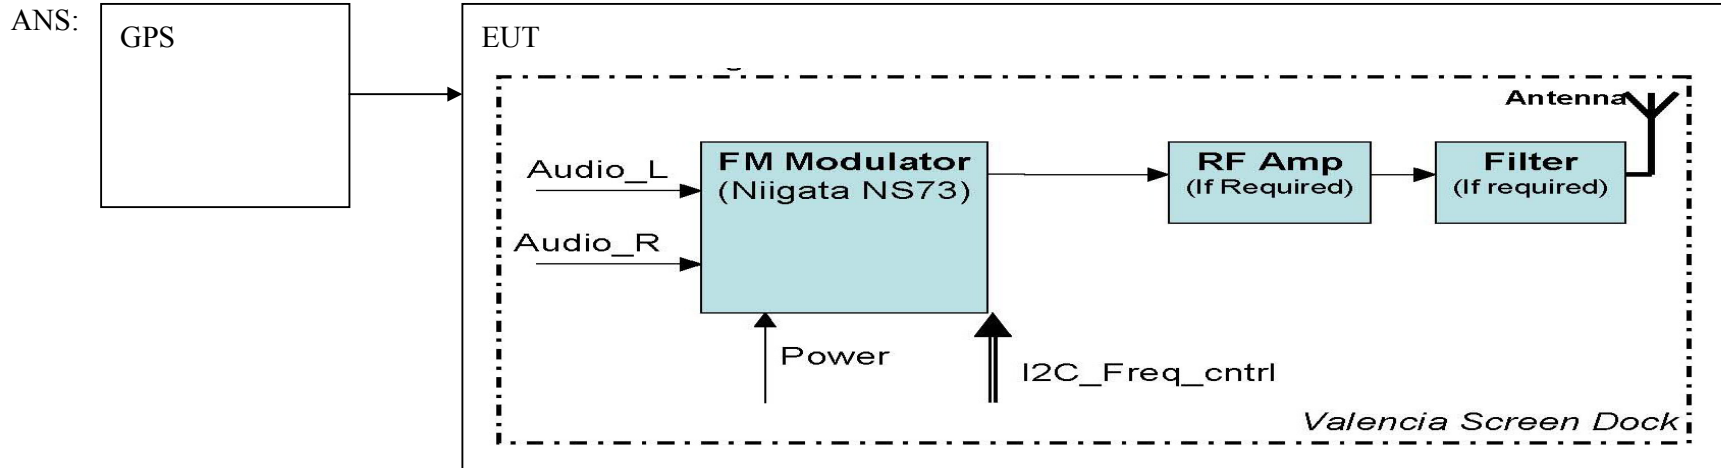 ANS:
GPS
EUT
Antenna
Audio_L
FM Modulator
(Niigata NS73)
RF Amp
(If Required)
Filter
(If required)
Audio_R
Power
I2C_Freq_cntrl
Valencia Screen Dock